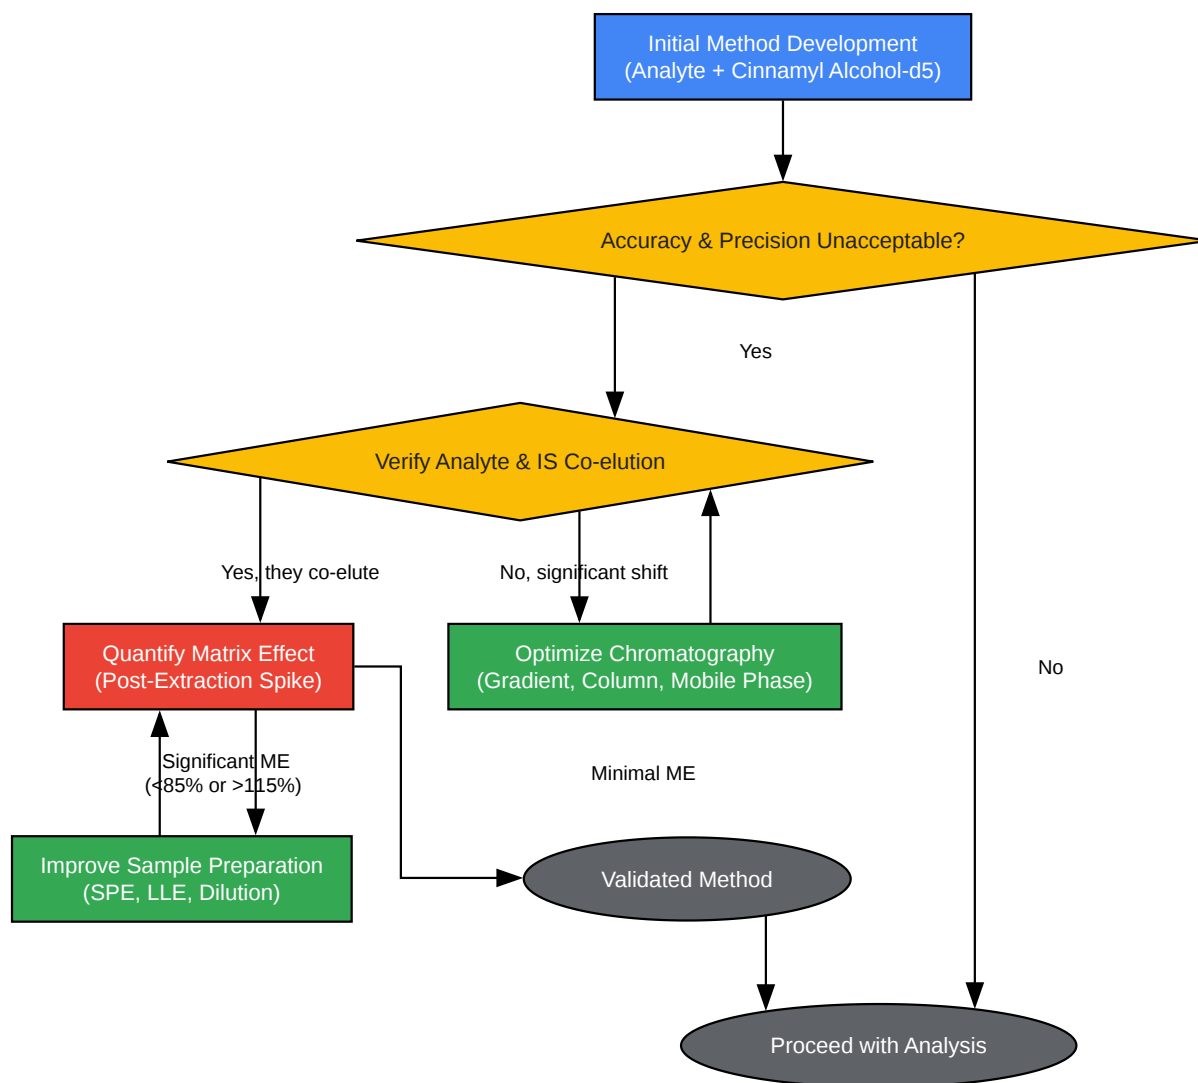 Initial Method Development
(Analyte + Cinnamyl Alcohol-d5)
Accuracy & Precision Unacceptable?
Yes
Verify Analyte & IS Co-elution
Yes, they co-elute
No, significant shift
Quantify Matrix Effect
(Post-Extraction Spike)
Optimize Chromatography
(Gradient, Column, Mobile Phase)
No
Significant ME
(<85% or >115%)
Minimal ME
Improve Sample Preparation
(SPE, LLE, Dilution)
Validated Method
Proceed with Analysis